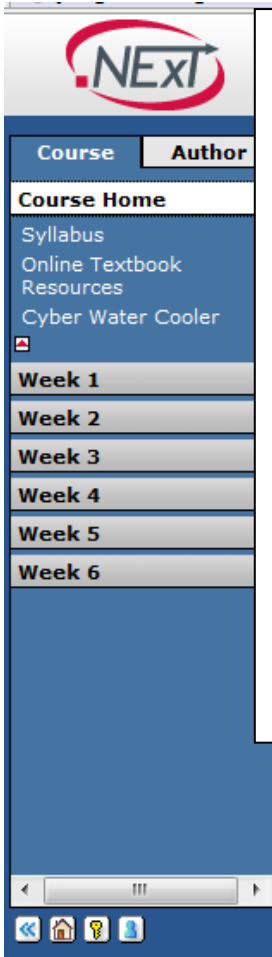 .NExT
Course Author
Course Home
Syllabus
Online Textbook
Resources
Cyber Water Cooler
Week 1
Week 2
Week 3
Week 4
Week 5
Week 6